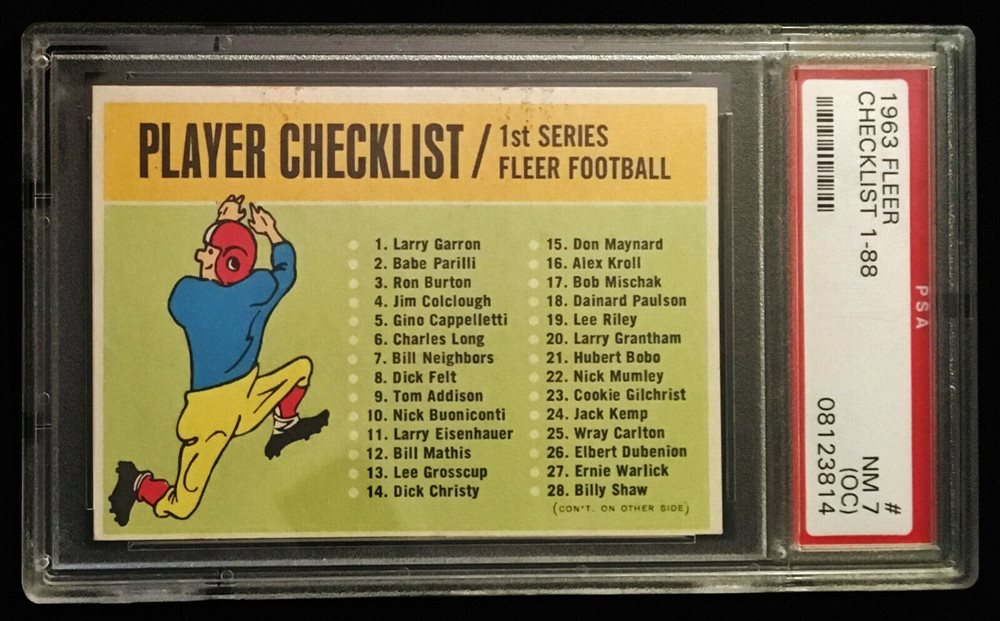 PLAYER CHECKLIST / 1st SERIES
FLEER FOOTBALL
1. Larry Garron
2. Babe Parilli
3. Ron Burton
4. Jim Colclough
5. Gino Cappelletti
6. Charles Long
7. Bill Neighbors
8. Dick Felt
9. Tom Addison
10. Nick Buoniconti
11. Larry Eisenhauer
12. Bill Mathis
13. Lee Grosscup
14. Dick Christy
15. Don Maynard
16. Alex Kroll
17. Bob Mischak
18. Dainard Paulson
19. Lee Riley
20. Larry Grantham
21. Hubert Bobo
22. Nick Mumley
23. Cookie Gilchrist
24. Jack Kemp
25. Wray Carlton
26. Elbert Dubenion
27. Ernie Warlick
28. Billy Shaw
(CON'T. ON OTHER SIDE)
1963 FLEER #
CHECKLIST 1-88 NM 7
(OC)
08123814
PSA